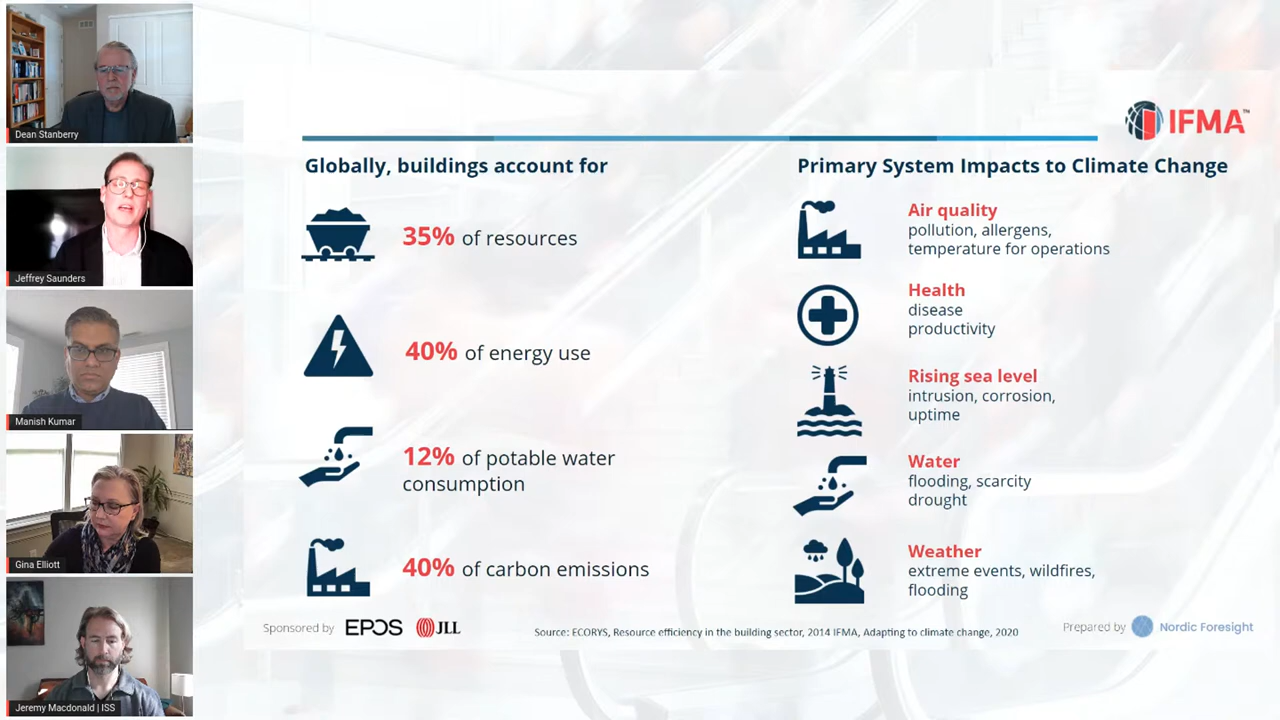 Dean Stanberry
Jeffrey Saunders
Manish Kumar
Gina Elliott
Jeremy Macdonald | ISS
IFMA™
Globally, buildings account for
35% of resources
40% of energy use
12% of potable water
consumption
40% of carbon emissions
Primary System Impacts to Climate Change
Air quality
pollution, allergens,
temperature for operations
Health
disease
productivity
Rising sea level
intrusion, corrosion,
uptime
Water
flooding, scarcity
drought
Weather
extreme events, wildfires,
flooding
Sponsored by EPOS JLL
Source: ECORYS, Resource efficiency in the building sector, 2014 IFMA, Adapting to climate change, 2020
Prepared by Nordic Foresight